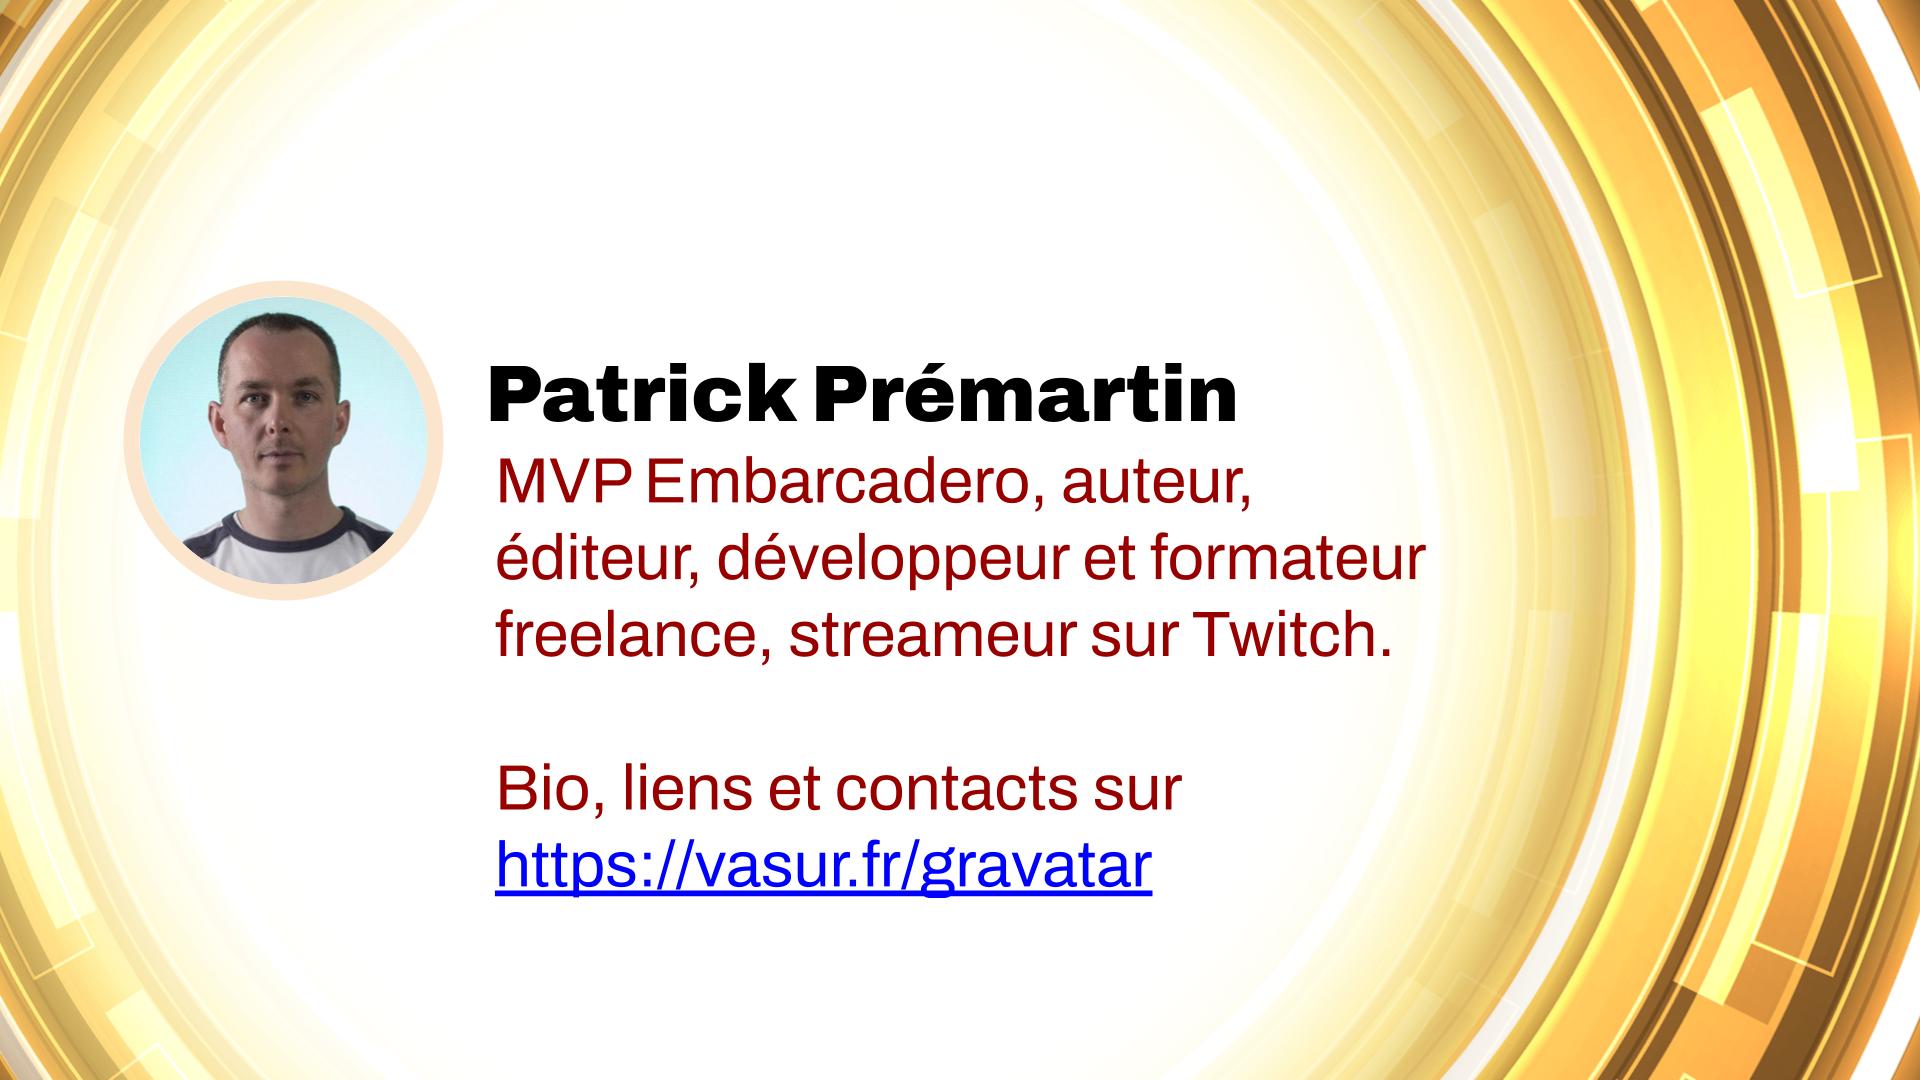 Patrick Prémartin
MVP Embarcadero, auteur,
éditeur, développeur et formateur
freelance, streameur sur Twitch.
Bio, liens et contacts sur
https://vasur.fr/gravatar